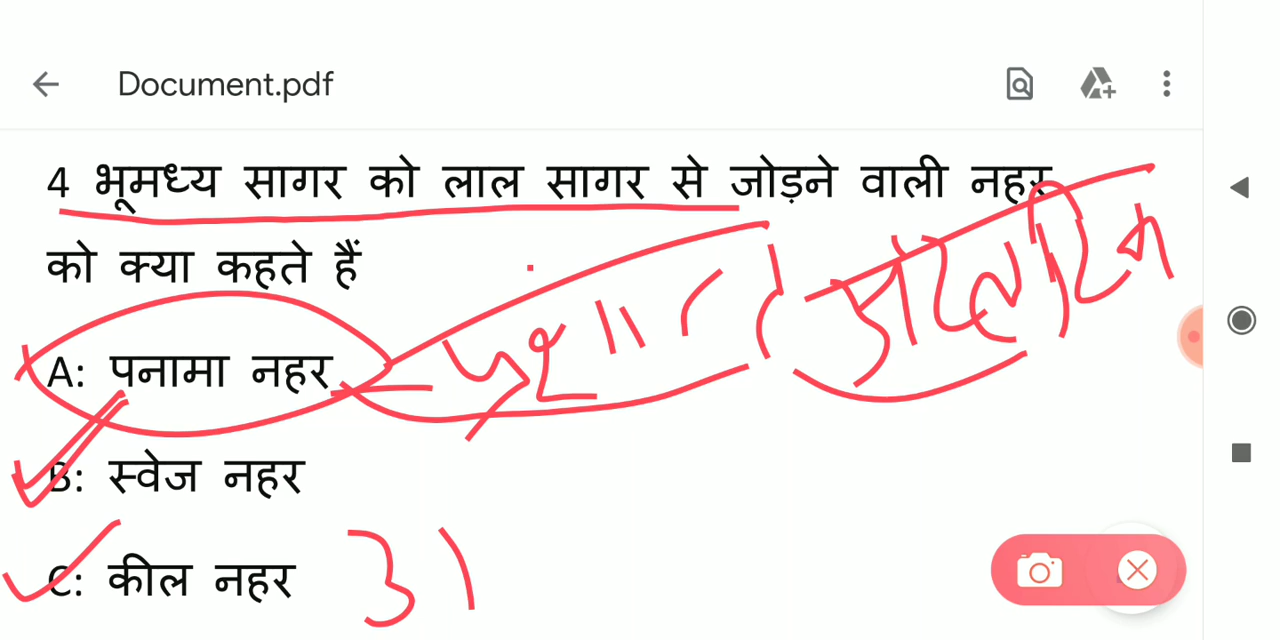 Document.pdf
4 भूमध्य सागर को लाल सागर से जोड़ने वाली नहर
को क्या कहते हैं
A: पनामा नहर
B: स्वेज नहर
C: कील नहर